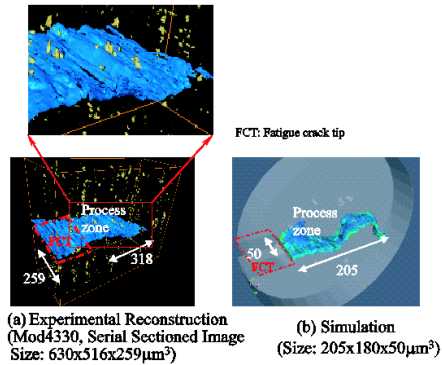 FCT: Fatigue crack tip
Process
zone
FCT
259
318
Process
zone
50
FCT
205
(a) Experimental Reconstruction
(Mod4330, Serial Sectioned Image
Size: 630x516x259μm³)
(b) Simulation
(Size: 205x180x50μm³)